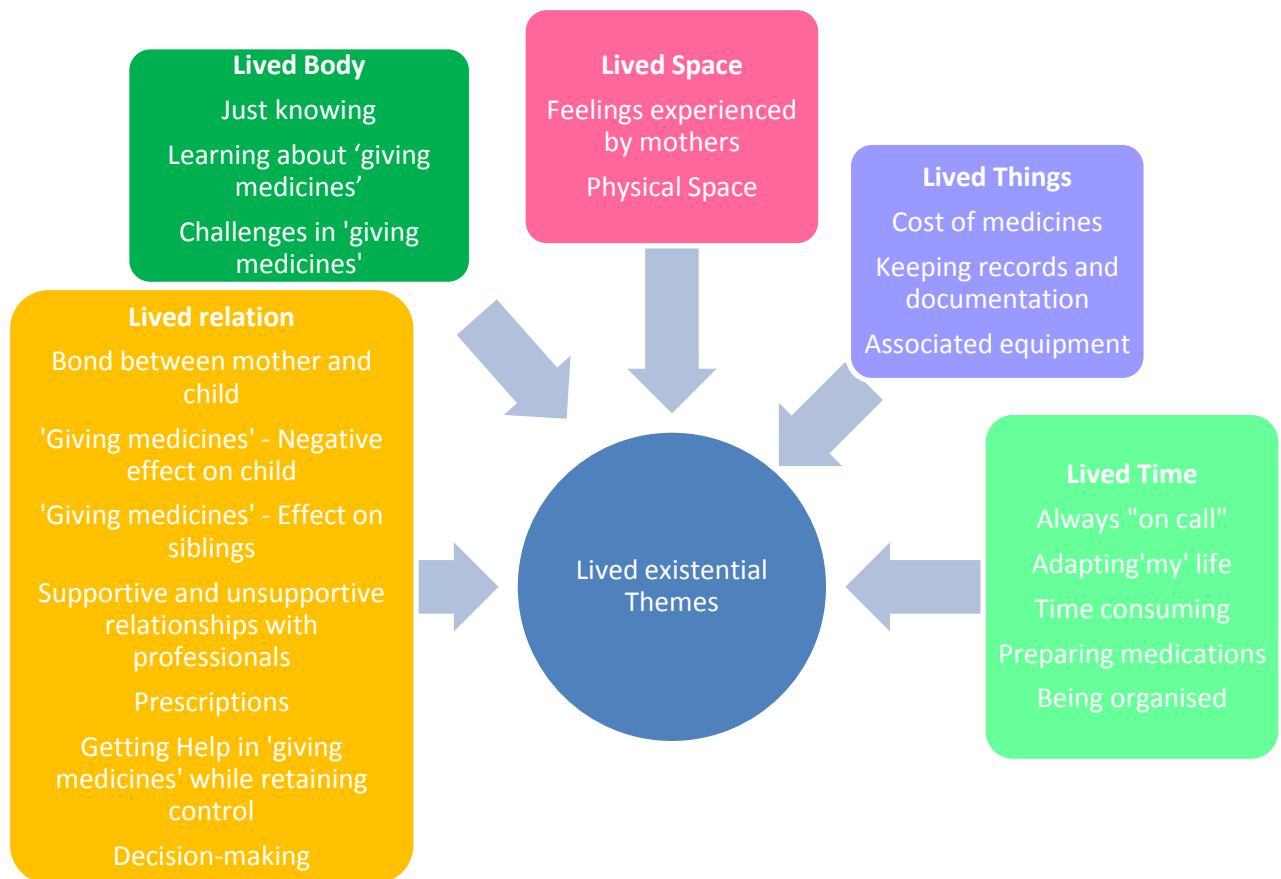 Lived Body
Just knowing
Learning about ‘giving
medicines’
Challenges in 'giving
medicines'
Lived Space
Feelings experienced
by mothers
Physical Space
Lived Things
Cost of medicines
Keeping records and
documentation
Associated equipment
Lived relation
Bond between mother and
child
'Giving medicines' - Negative
effect on child
'Giving medicines' - Effect on
siblings
Supportive and unsupportive
relationships with
professionals
Prescriptions
Getting Help in 'giving
medicines' while retaining
control
Decision-making
Lived existential
Themes
Lived Time
Always "on call"
Adapting'my' life
Time consuming
Preparing medications
Being organised